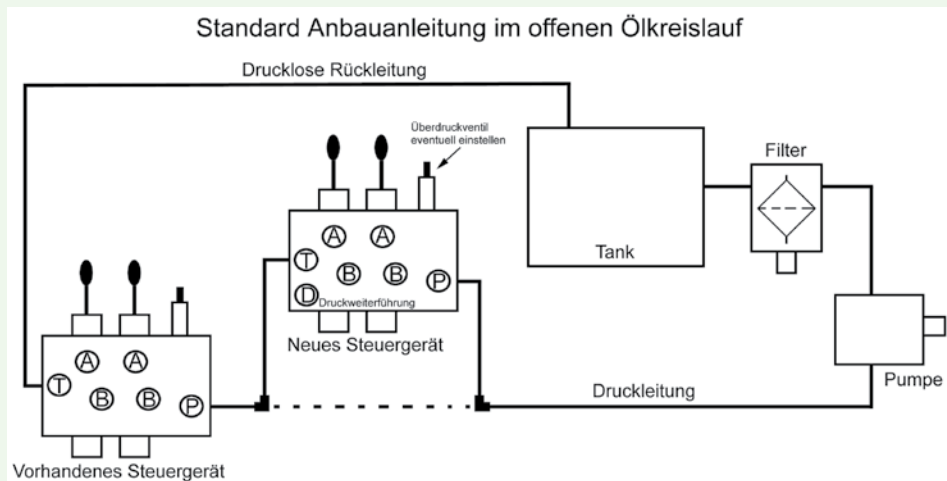 Standard Anbauanleitung im offenen Ölkreislauf
Drucklose Rückleitung
Überdruckventil
eventuell einstellen
Filter
Tank
A A
T B B P
D Druckweiterführung
Neues Steuergerät
Pumpe
Druckleitung
A A
T B B P
Vorhandenes Steuergerät